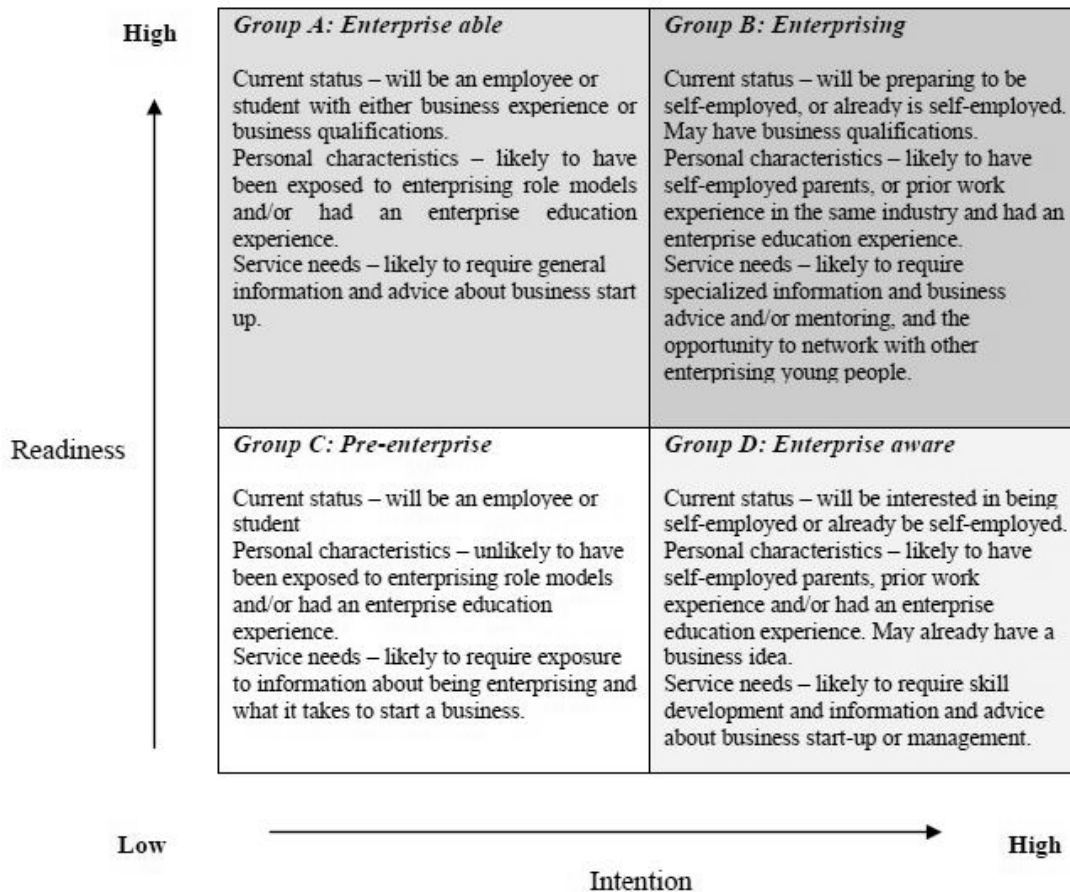 High
Group A: Enterprise able
Current status – will be an employee or
student with either business experience or
business qualifications.
Personal characteristics – likely to have
been exposed to enterprising role models
and/or had an enterprise education
experience.
Service needs – likely to require general
information and advice about business start
up.
Group B: Enterprising
Current status – will be preparing to be
self-employed, or already is self-employed.
May have business qualifications.
Personal characteristics – likely to have
self-employed parents, or prior work
experience in the same industry and had an
enterprise education experience.
Service needs – likely to require
specialized information and business
advice and/or mentoring, and the
opportunity to network with other
enterprising young people.
Readiness
Group C: Pre-enterprise
Current status – will be an employee or
student
Personal characteristics – unlikely to have
been exposed to enterprising role models
and/or had an enterprise education
experience.
Service needs – likely to require exposure
to information about being enterprising and
what it takes to start a business.
Group D: Enterprise aware
Current status – will be interested in being
self-employed or already be self-employed.
Personal characteristics – likely to have
self-employed parents, prior work
experience and/or had an enterprise
education experience. May already have a
business idea.
Service needs – likely to require skill
development and information and advice
about business start-up or management.
Low
High
Intention